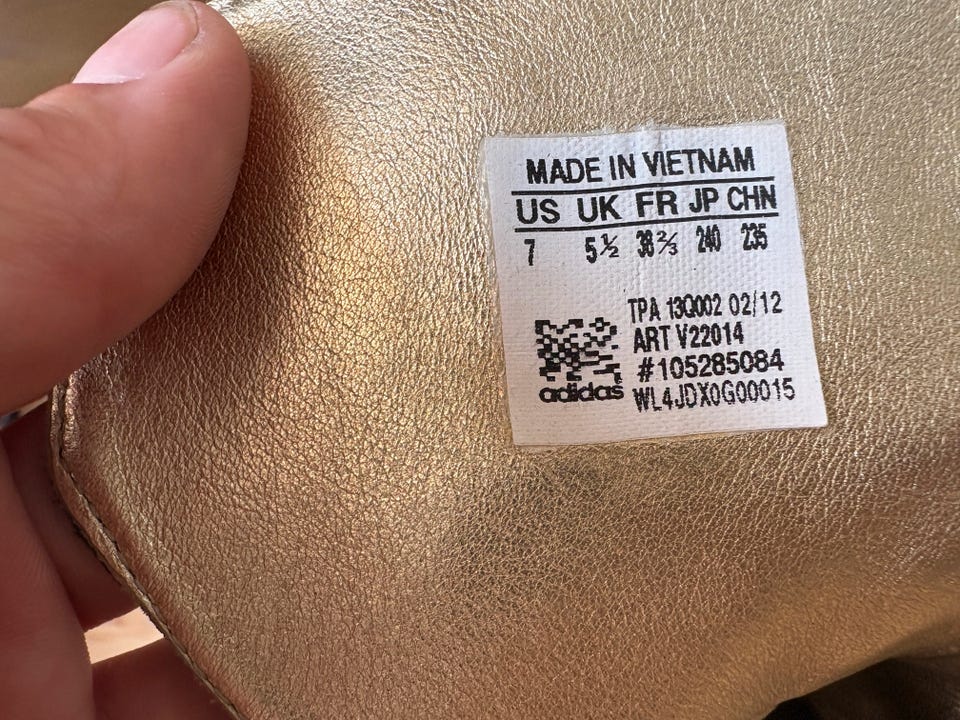 MADE IN VIETNAM
US UK FR JP CHN
7 5½ 38⅔ 240 235
TPA 13Q002 02/12
ART V22014
#105285084
adidas WL4JDX0G00015